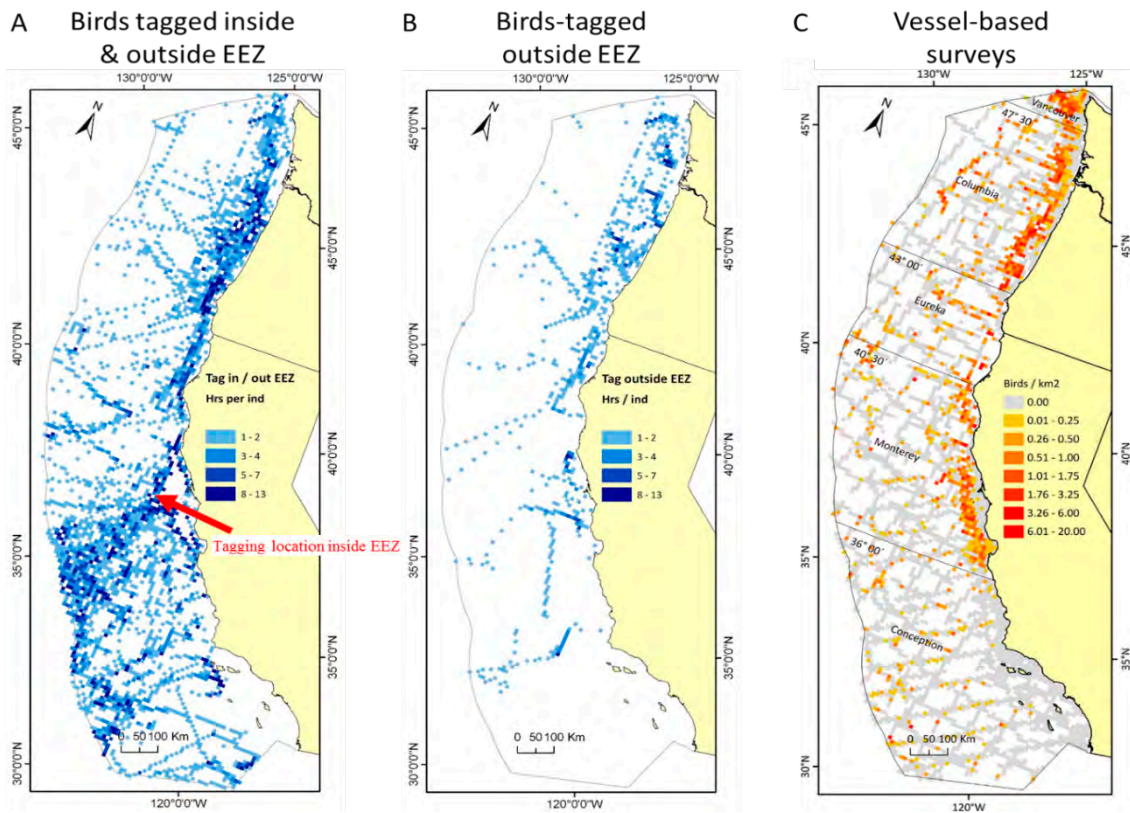 A
Birds tagged inside
& outside EEZ
130°0'0"W
125°0'0"W
N
45°0'0"N
45°0'0"N
40°0'0"N
40°0'0"N
35°0'0"N
35°0'0"N
30°0'0"N
120°0'0"W
Tag in / out EEZ
Hrs per ind
1 - 2
3 - 4
5 - 7
8 - 13
Tagging location inside EEZ
0 50 100 Km
B
Birds-tagged
outside EEZ
130°0'0"W
125°0'0"W
N
45°0'0"N
45°0'0"N
40°0'0"N
40°0'0"N
35°0'0"N
35°0'0"N
30°0'0"N
120°0'0"W
Tag outside EEZ
Hrs / ind
1 - 2
3 - 4
5 - 7
8 - 13
0 50 100 Km
C
Vessel-based
surveys
130°W
125°W
N
45°N
45°N
40°N
40°N
35°N
35°N
30°N
120°W
Vancouver
47° 30'
Columbia
43° 00'
Eureka
40° 30'
Monterey
36° 00'
Conception
Birds / km2
0.00
0.01 - 0.25
0.26 - 0.50
0.51 - 1.00
1.01 - 1.75
1.76 - 3.25
3.26 - 6.00
6.01 - 20.00
0 50 100 Km